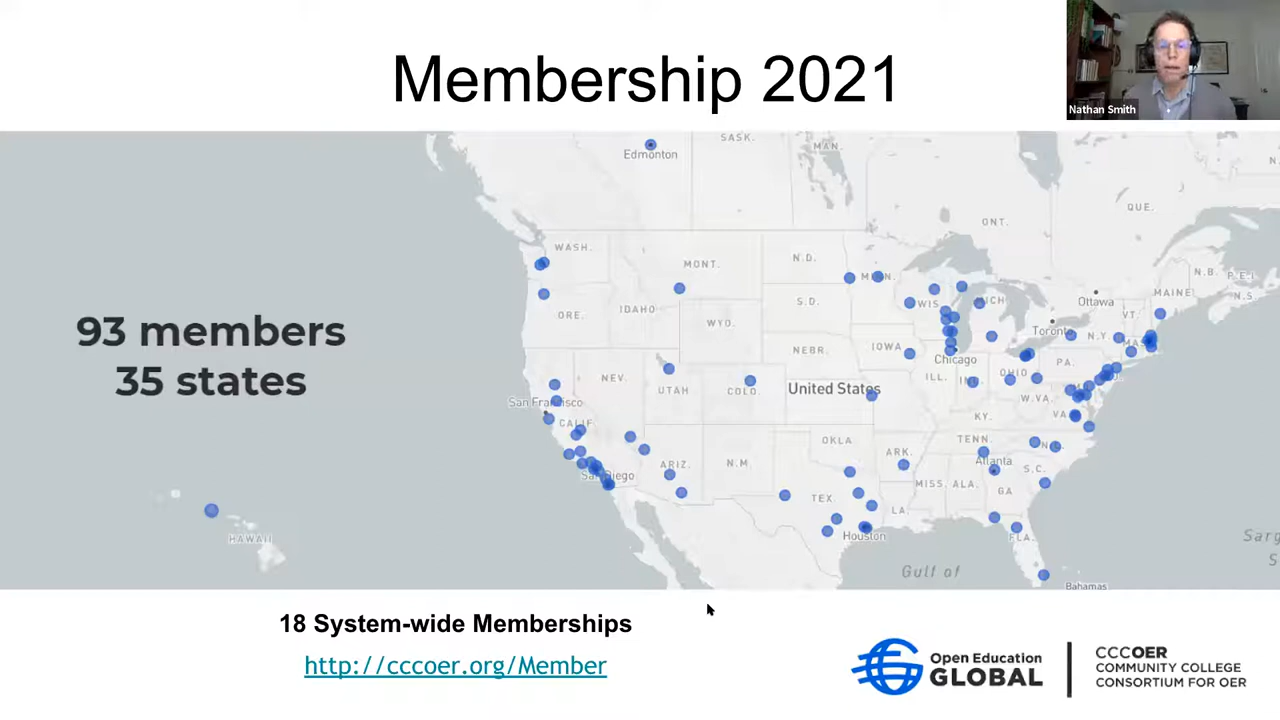 Membership 2021
Nathan Smith
SASK.
MAN.
Edmonton
ONT.
QUE.
WASH.
MONT.
N.D.
MINN.
N.B.
P.E.I.
N.S.
MAINE
Ottawa
ORE.
IDAHO
S.D.
WIS
MICH
VT.
Toronto
N.Y.
WYO.
IOWA
NEBR.
Chicago
PA.
93 members
35 states
NEV.
UTAH
COLO.
United States
ILL.
OHIO
W.VA.
San Francisco
CALIF
KY.
VA
OKLA
TENN.
N.C.
ARIZ.
N.M.
ARK.
Atlanta
S.C.
San Diego
MISS.
ALA.
GA
TEX.
LA.
HAWAII
Houston
FLA.
Gulf of
Bahamas
18 System-wide Memberships
http://cccoer.org/Member
Open Education
GLOBAL
CCCOER
COMMUNITY COLLEGE
CONSORTIUM FOR OER